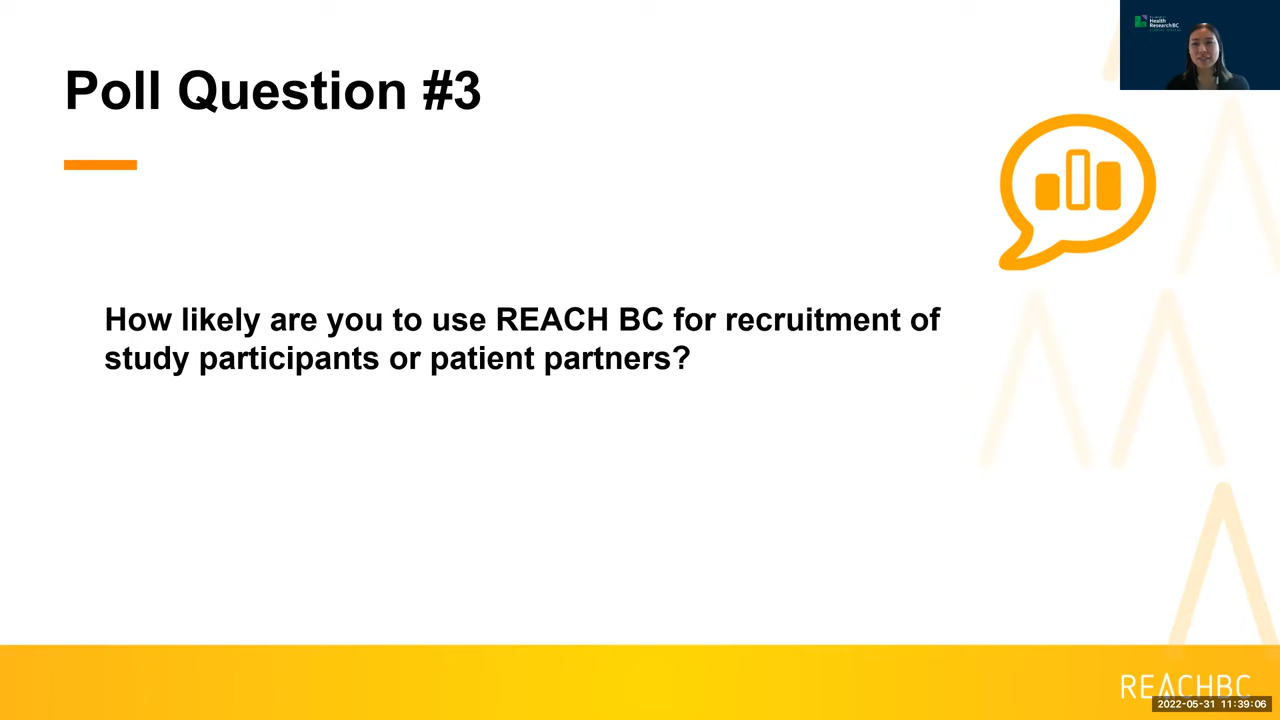 Health
Research BC
Poll Question #3
How likely are you to use REACH BC for recruitment of
study participants or patient partners?
REACHBC
2022-05-31 11:39:06